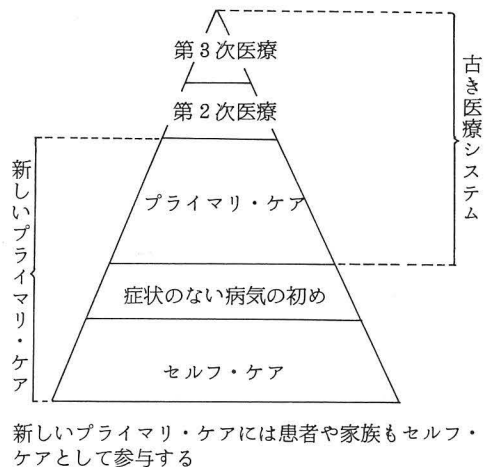 第3次医療
第2次医療
プライマリ・ケア
症状のない病気の初め
セルフ・ケア
古き医療システム
新しいプライマリ・ケア
新しいプライマリ・ケアには患者や家族もセルフ・
ケアとして参与する